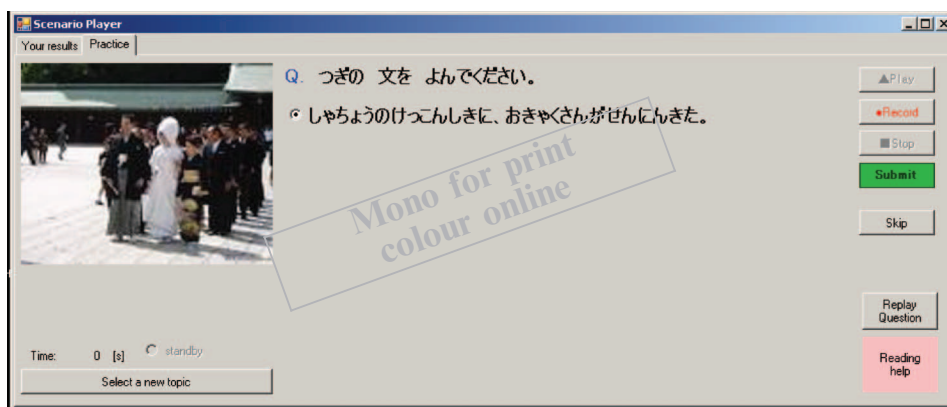 Scenario Player
Your results Practice
Q. つぎの 文を よんでください。
しゃちょうのけっこんしきに、おきゃくさんがせんにんきた。
Mono for print
colour online
▲Play
●Record
■Stop
Submit
Skip
Replay
Question
Reading
help
Time: 0 [s] standby
Select a new topic